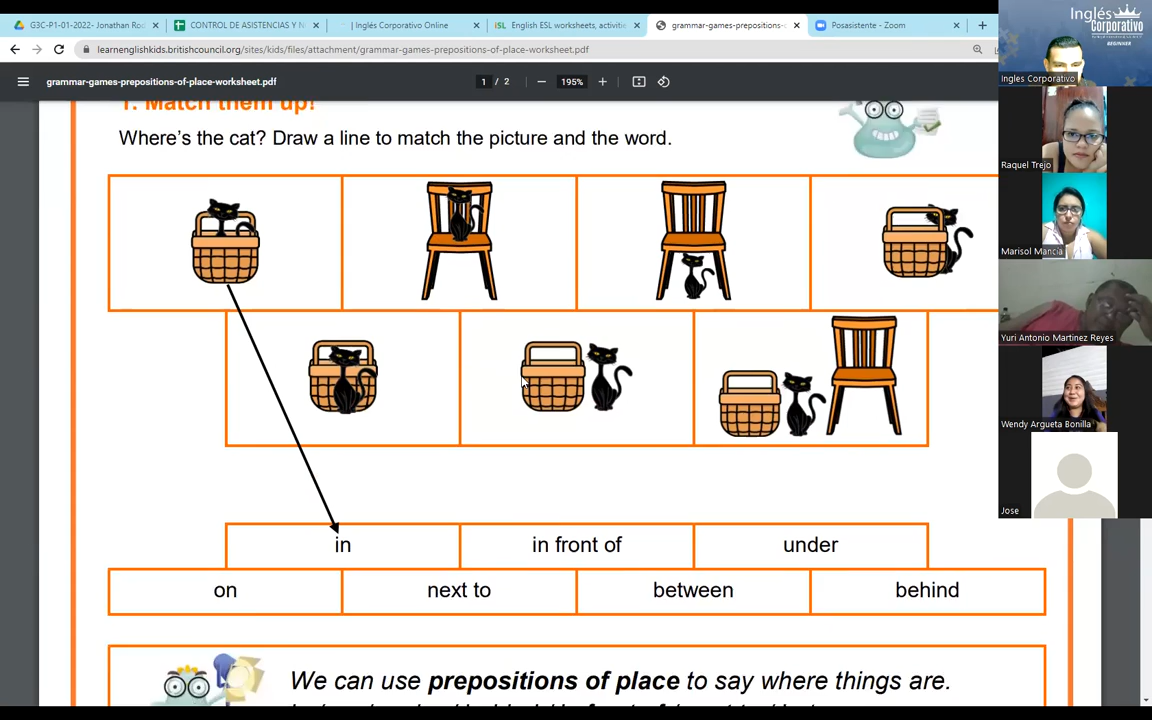 G3C-P1-01-2022- Jonathan Rod
CONTROL DE ASISTENCIAS Y N
| Inglés Corporativo Online
English ESL worksheets, activitie
grammar-games-prepositions-
Posasistente - Zoom
learnenglishkids.britishcouncil.org/sites/kids/files/attachment/grammar-games-prepositions-of-place-worksheet.pdf
grammar-games-prepositions-of-place-worksheet.pdf
1 / 2
195%
1. Match them up!
Where's the cat? Draw a line to match the picture and the word.
in
in front of
under
on
next to
between
behind
We can use prepositions of place to say where things are.
Inglés
Corporativo
BEGINNER
Ingles Corporativo
Raquel Trejo
Marisol Mancía
Yuri Antonio Martinez Reyes
Wendy Argueta Bonilla
Jose